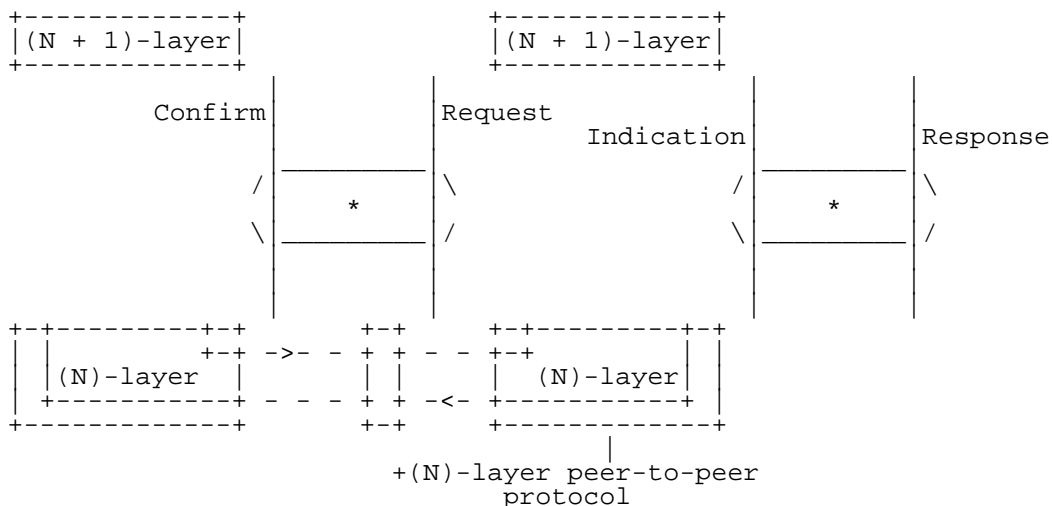 (N + 1)-layer (N + 1)-layer
Confirm Request
Indication Response
* *
(N)-layer (N)-layer
+(N)-layer peer-to-peer
protocol